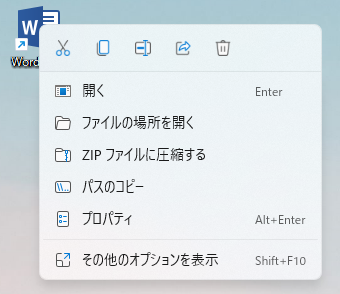 W
Word
開く Enter
ファイルの場所を開く
ZIP ファイルに圧縮する
パスのコピー
プロパティ Alt+Enter
その他のオプションを表示 Shift+F10